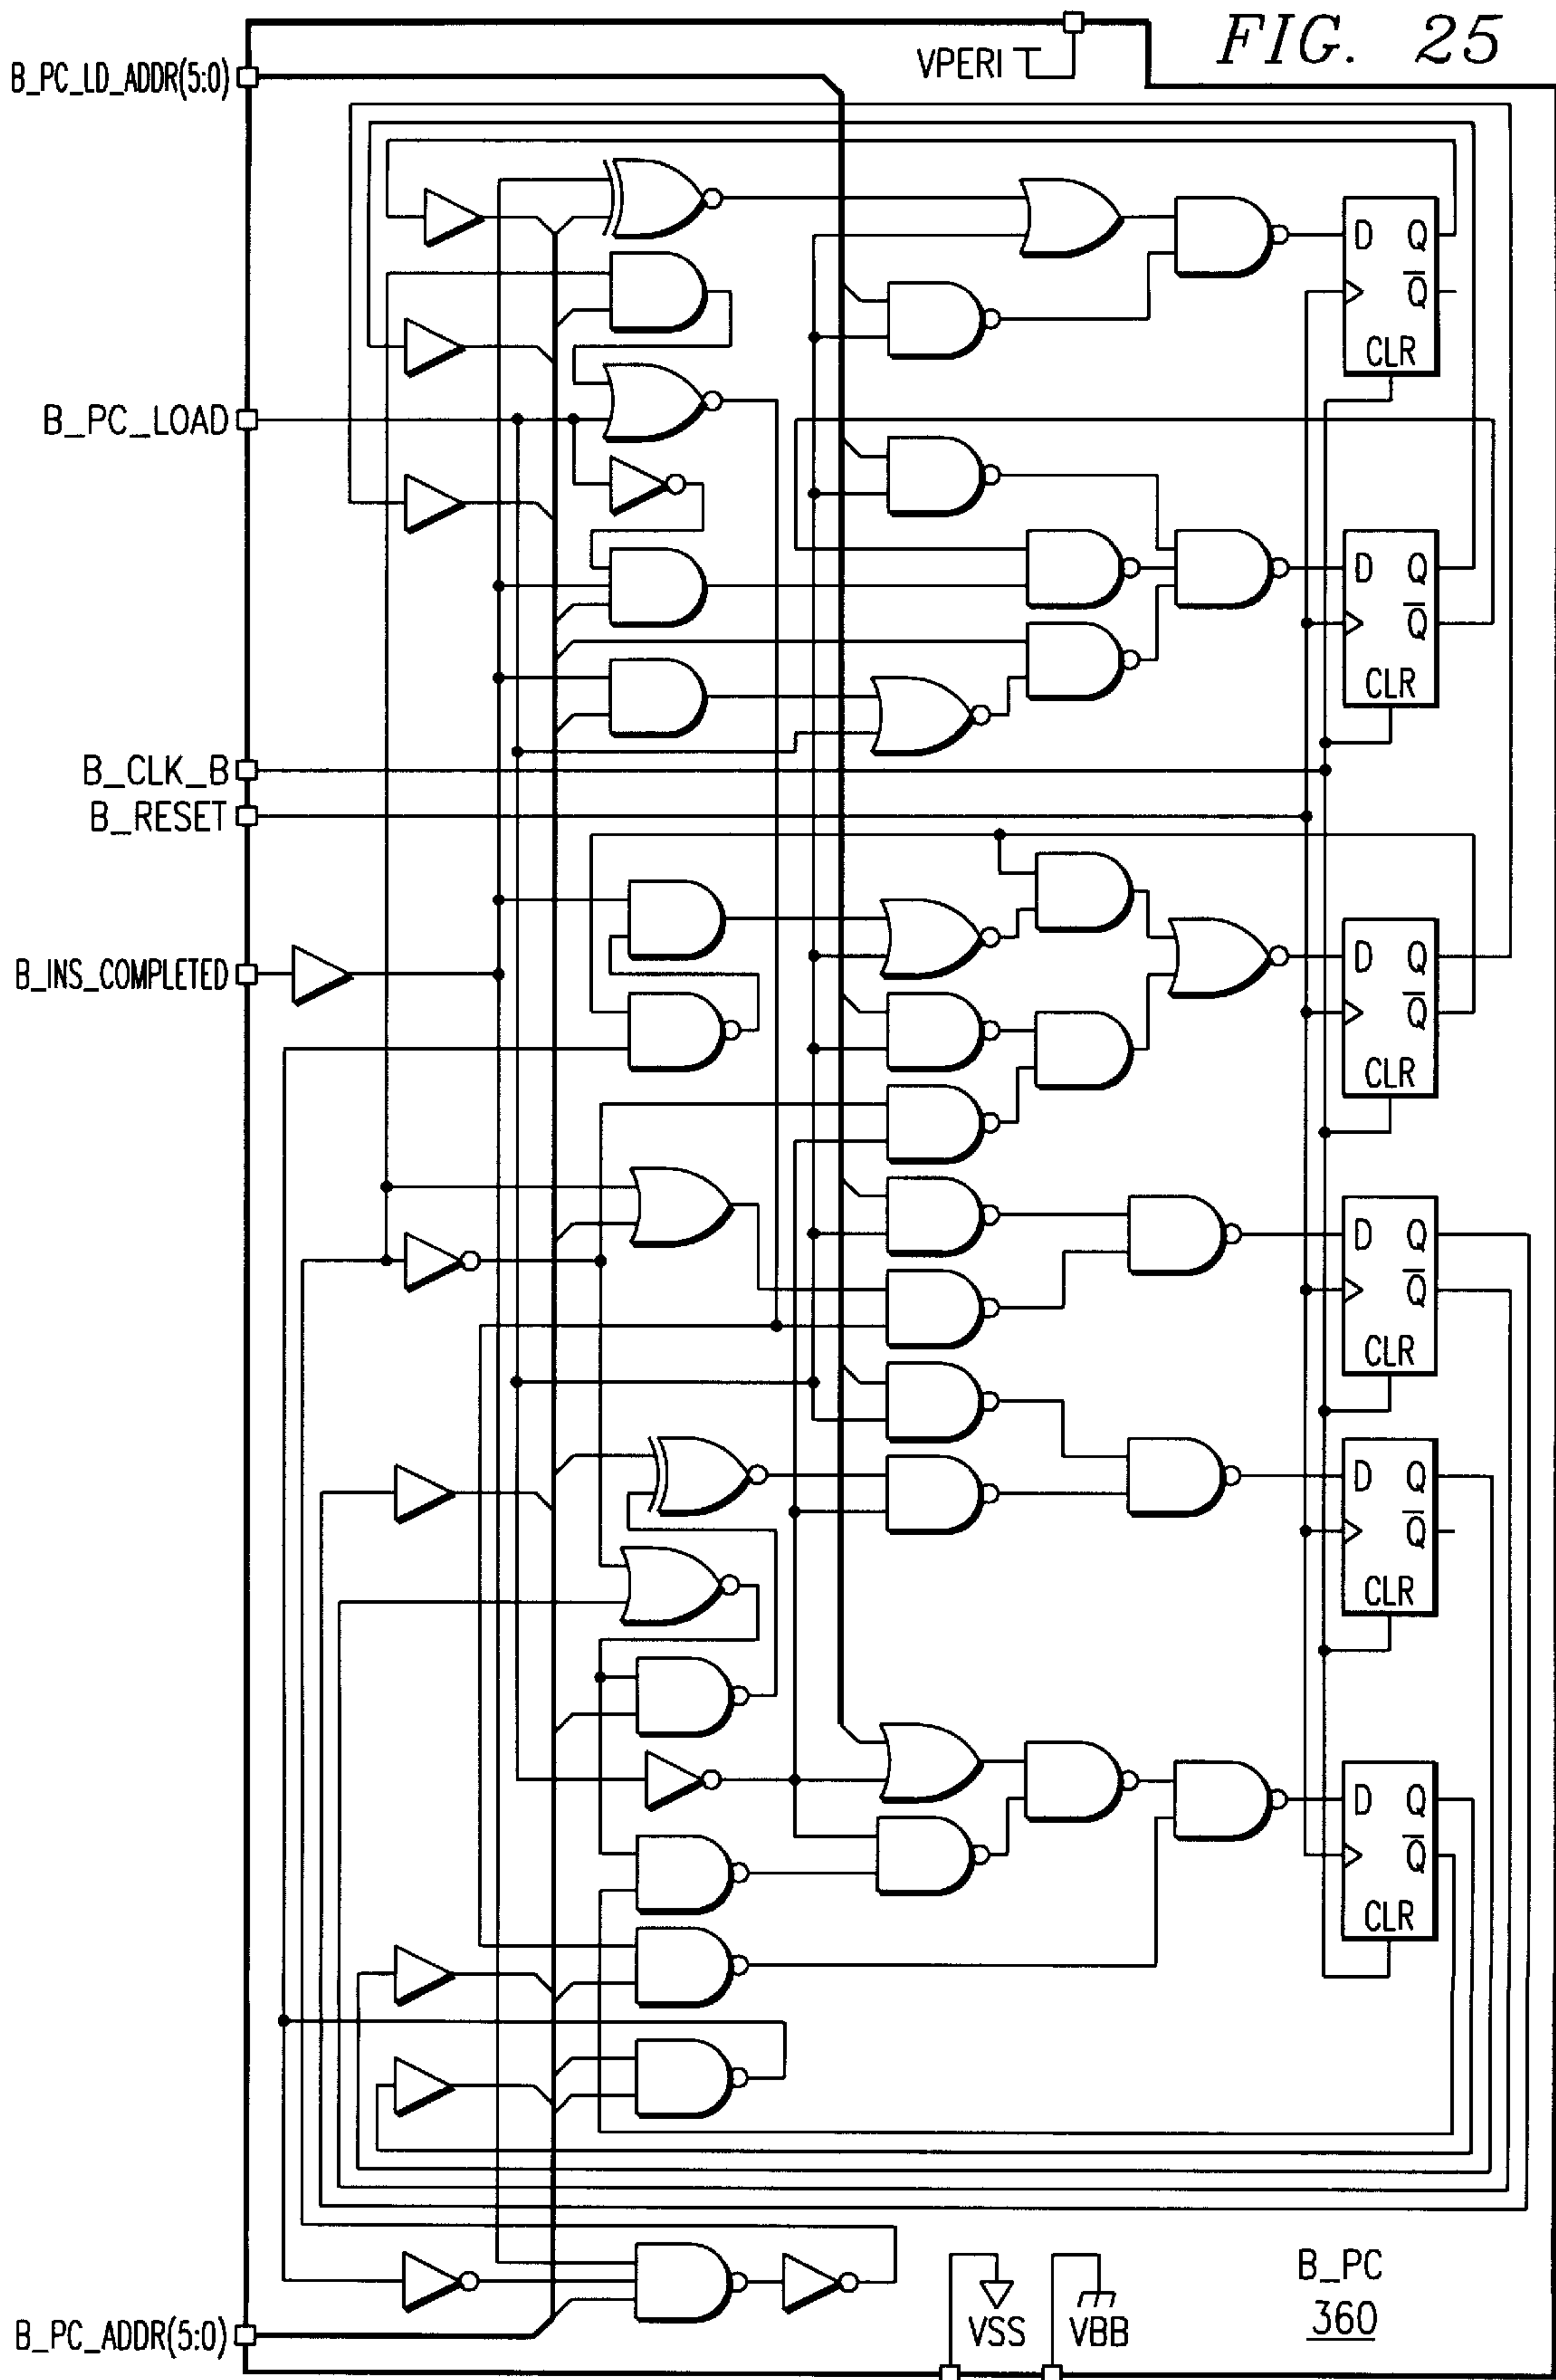 FIG. 25
VPERI
B_PC_LD_ADDR(5:0)
D Q
Q̅
CLR
B_PC_LOAD
D Q
Q̅
CLR
B_CLK_B
B_RESET
B_INS_COMPLETED
D Q
Q̅
CLR
D Q
Q̅
CLR
D Q
Q̅
CLR
D Q
Q̅
CLR
B_PC
360
VSS
VBB
B_PC_ADDR(5:0)